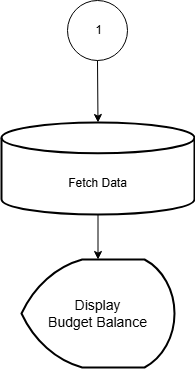 1
Fetch Data
Display
Budget Balance